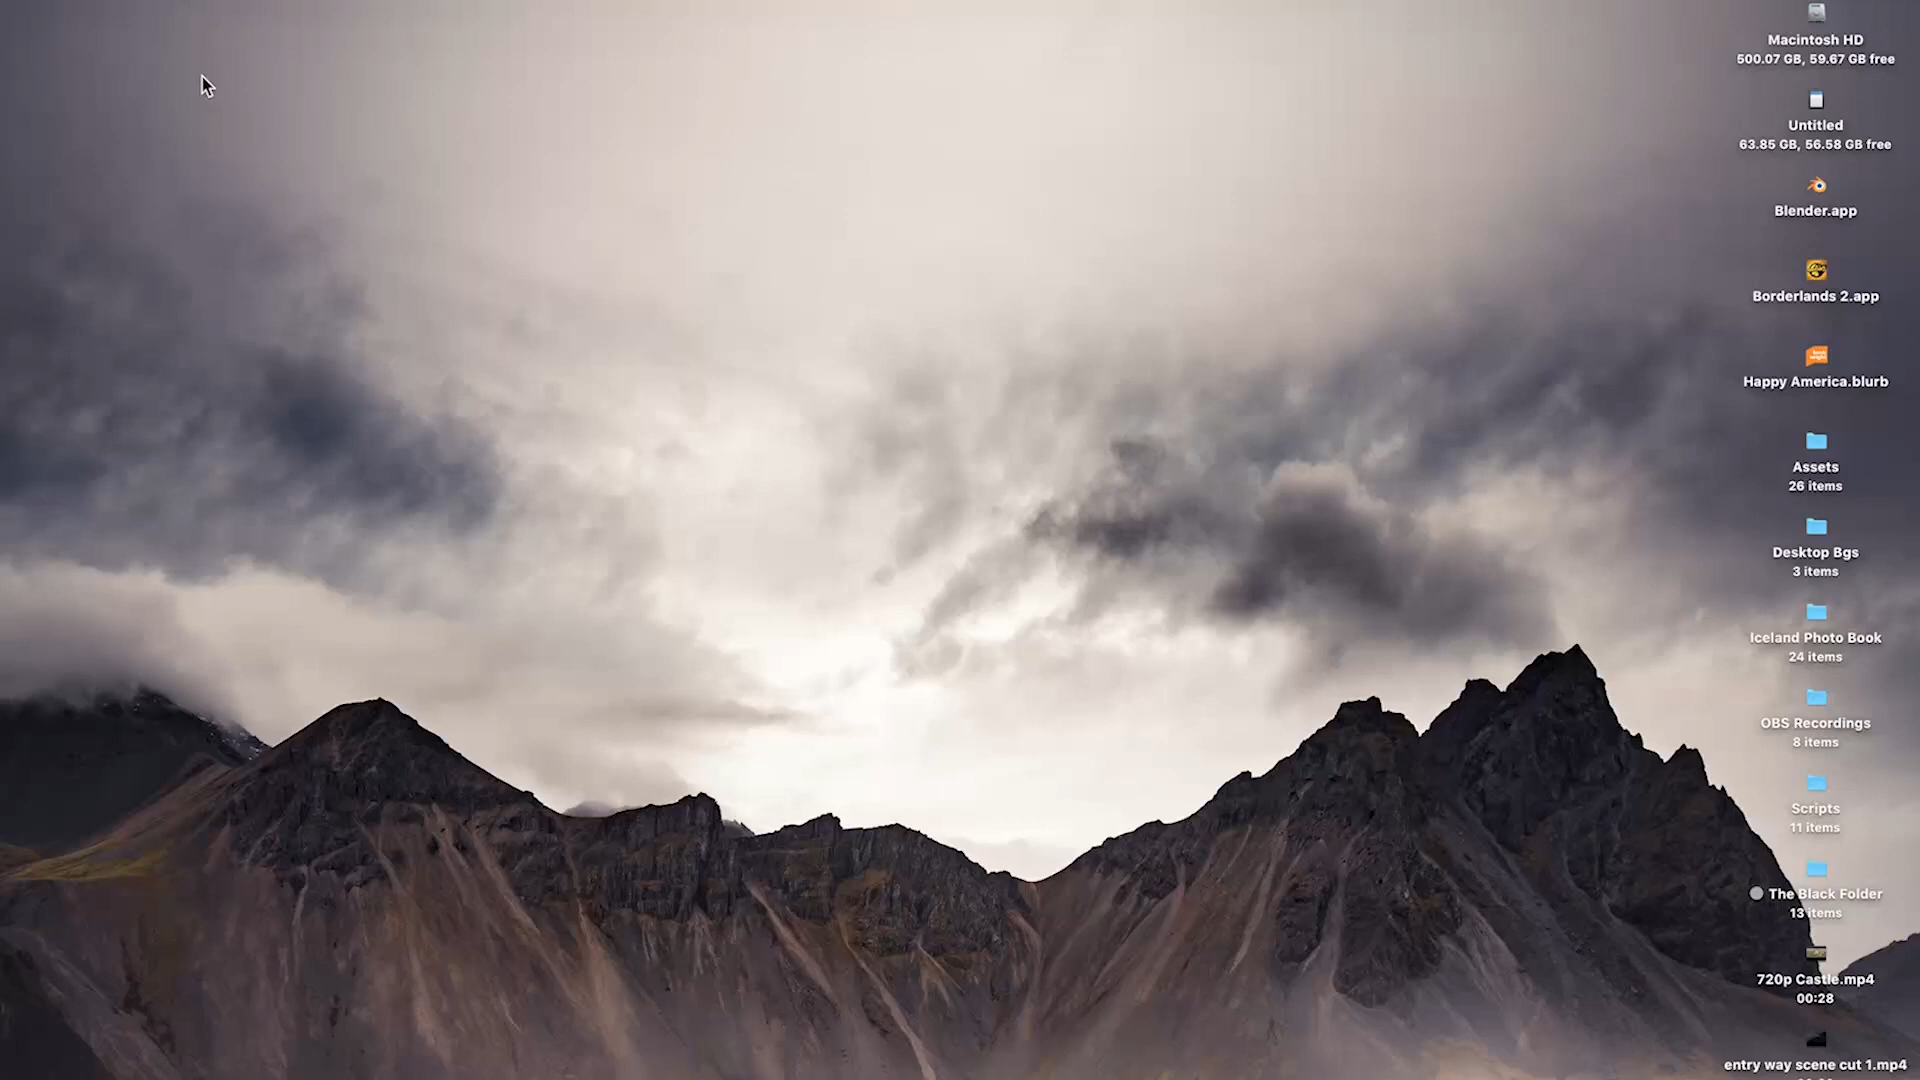 Macintosh HD
500.07 GB, 59.67 GB free
Untitled
63.85 GB, 56.58 GB free
Blender.app
Borderlands 2.app
Happy America.blurb
Assets
26 items
Desktop Bgs
3 items
Iceland Photo Book
24 items
OBS Recordings
8 items
Scripts
11 items
The Black Folder
13 items
720p Castle.mp4
00:28
entry way scene cut 1.mp4